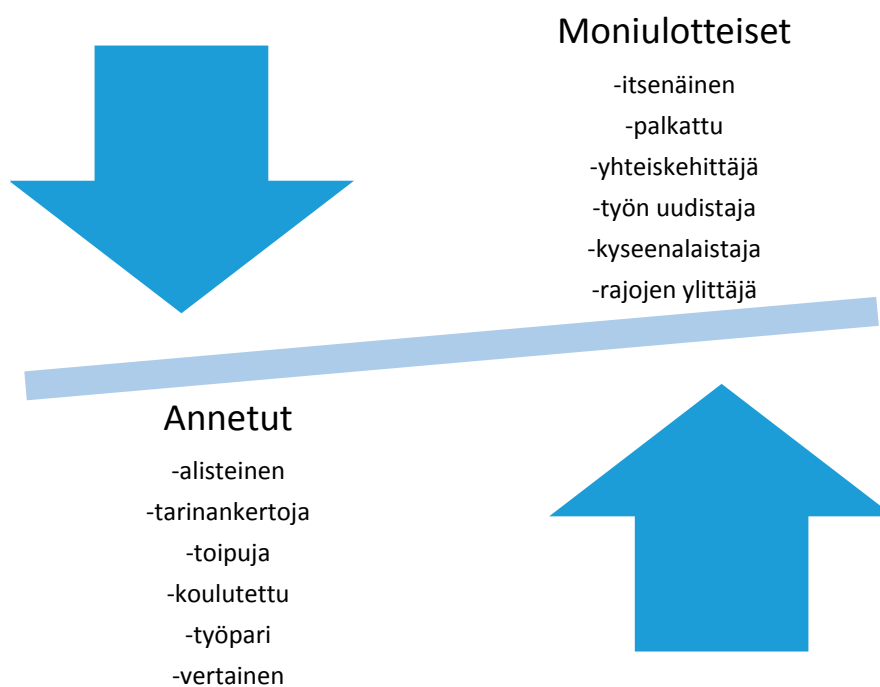 Moniulotteiset
-itsenäinen
-palkattu
-yhteiskehittäjä
-työn uudistaja
-kyseenalaistaja
-rajojen ylittäjä
Annetut
-alisteinen
-tarinankertoja
-toipuja
-koulutettu
-työpari
-vertainen